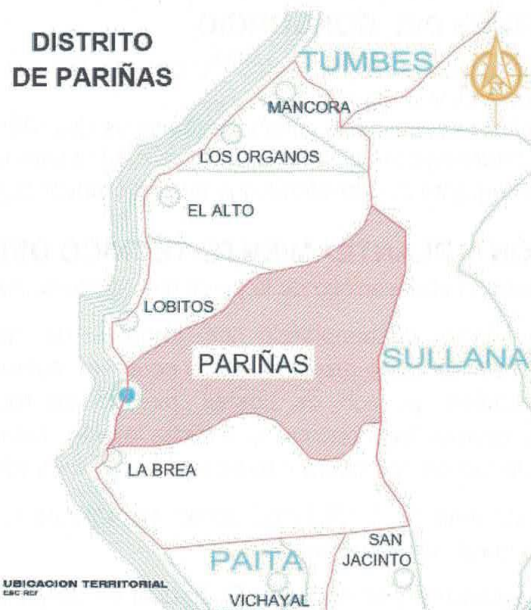 DISTRITO
DE PARIÑAS
TUMBES
MANCORA
LOS ORGANOS
EL ALTO
LOBITOS
PARIÑAS
SULLANA
LA BREA
SAN
JACINTO
PAITA
VICHAYAL
UBICACION TERRITORIAL